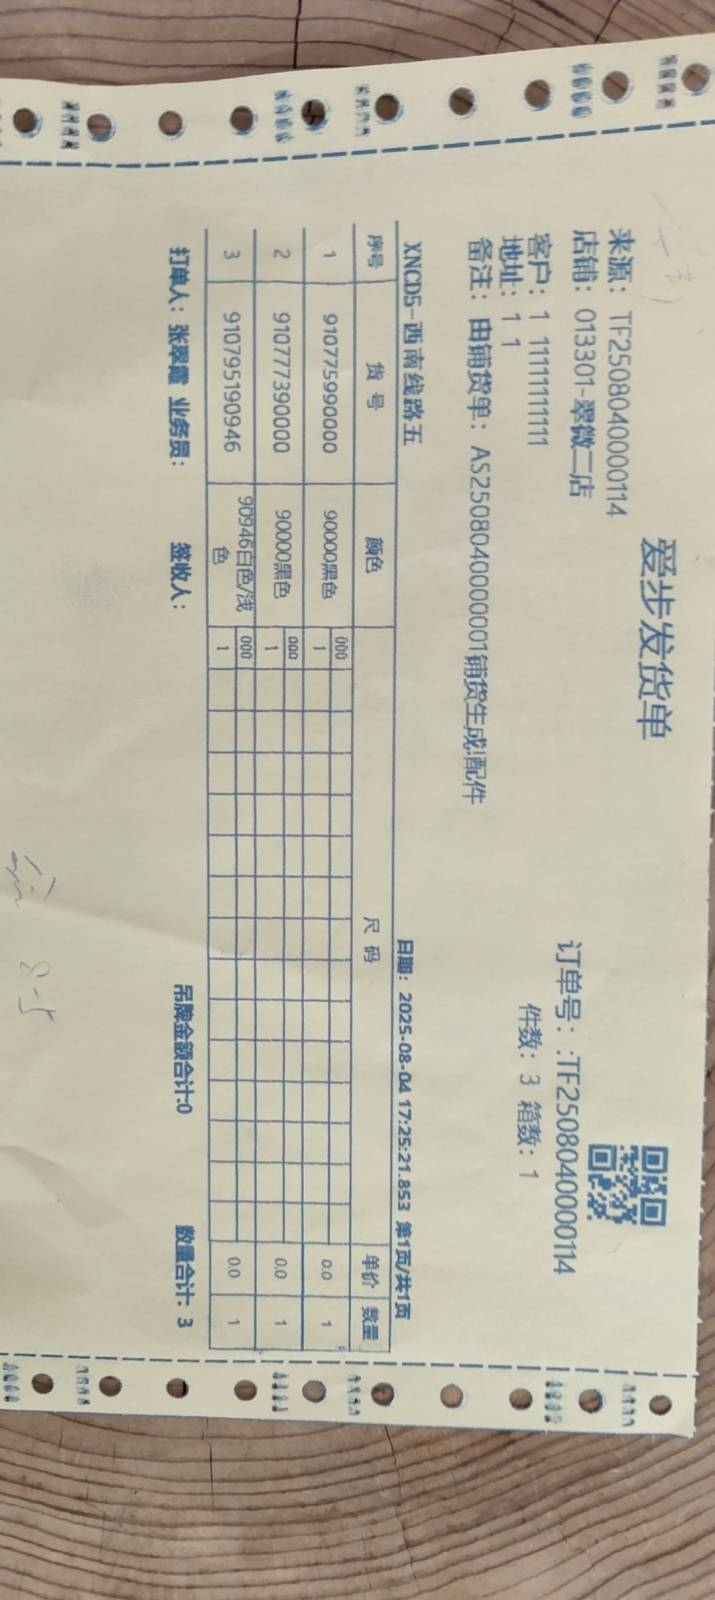 爱步发货单
来源：TF2508040000114
订单号：:TF2508040000114
店铺：013301-翠微二店
件数：3 箱数：1
客户：1 11111111111
地址：1 1
备注：由铺货单：AS2508040000001铺货生成!配件
XNCD5-西南线路五 日期：2025-08-04 17:25:21.853 第1页/共1页
序号 货号 颜色 尺码 单价 数量
1 910775990000 90000黑色 000 1 0.0 1
2 910777390000 90000黑色 000 1 0.0 1
3 910795190946 90946白色/浅色 000 1 0.0 1
打单人：张翠霞 业务员： 签收人： 吊牌金额合计:0 数量合计: 3
8-5